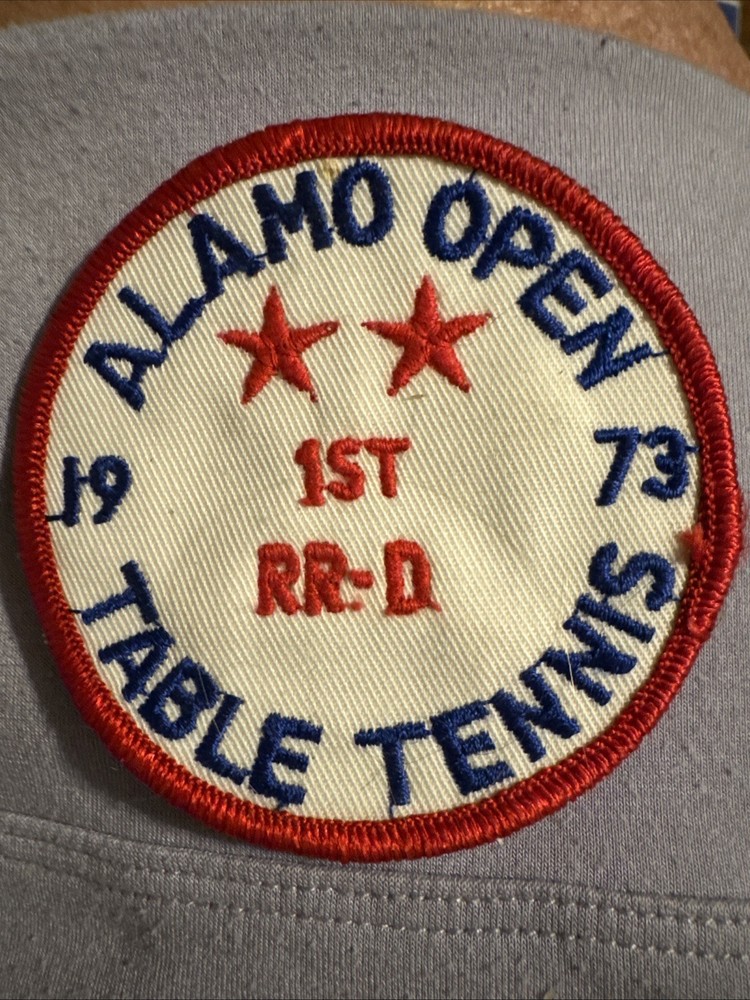 ALAMO OPEN
1ST
19 73
RR-D
TABLE TENNIS